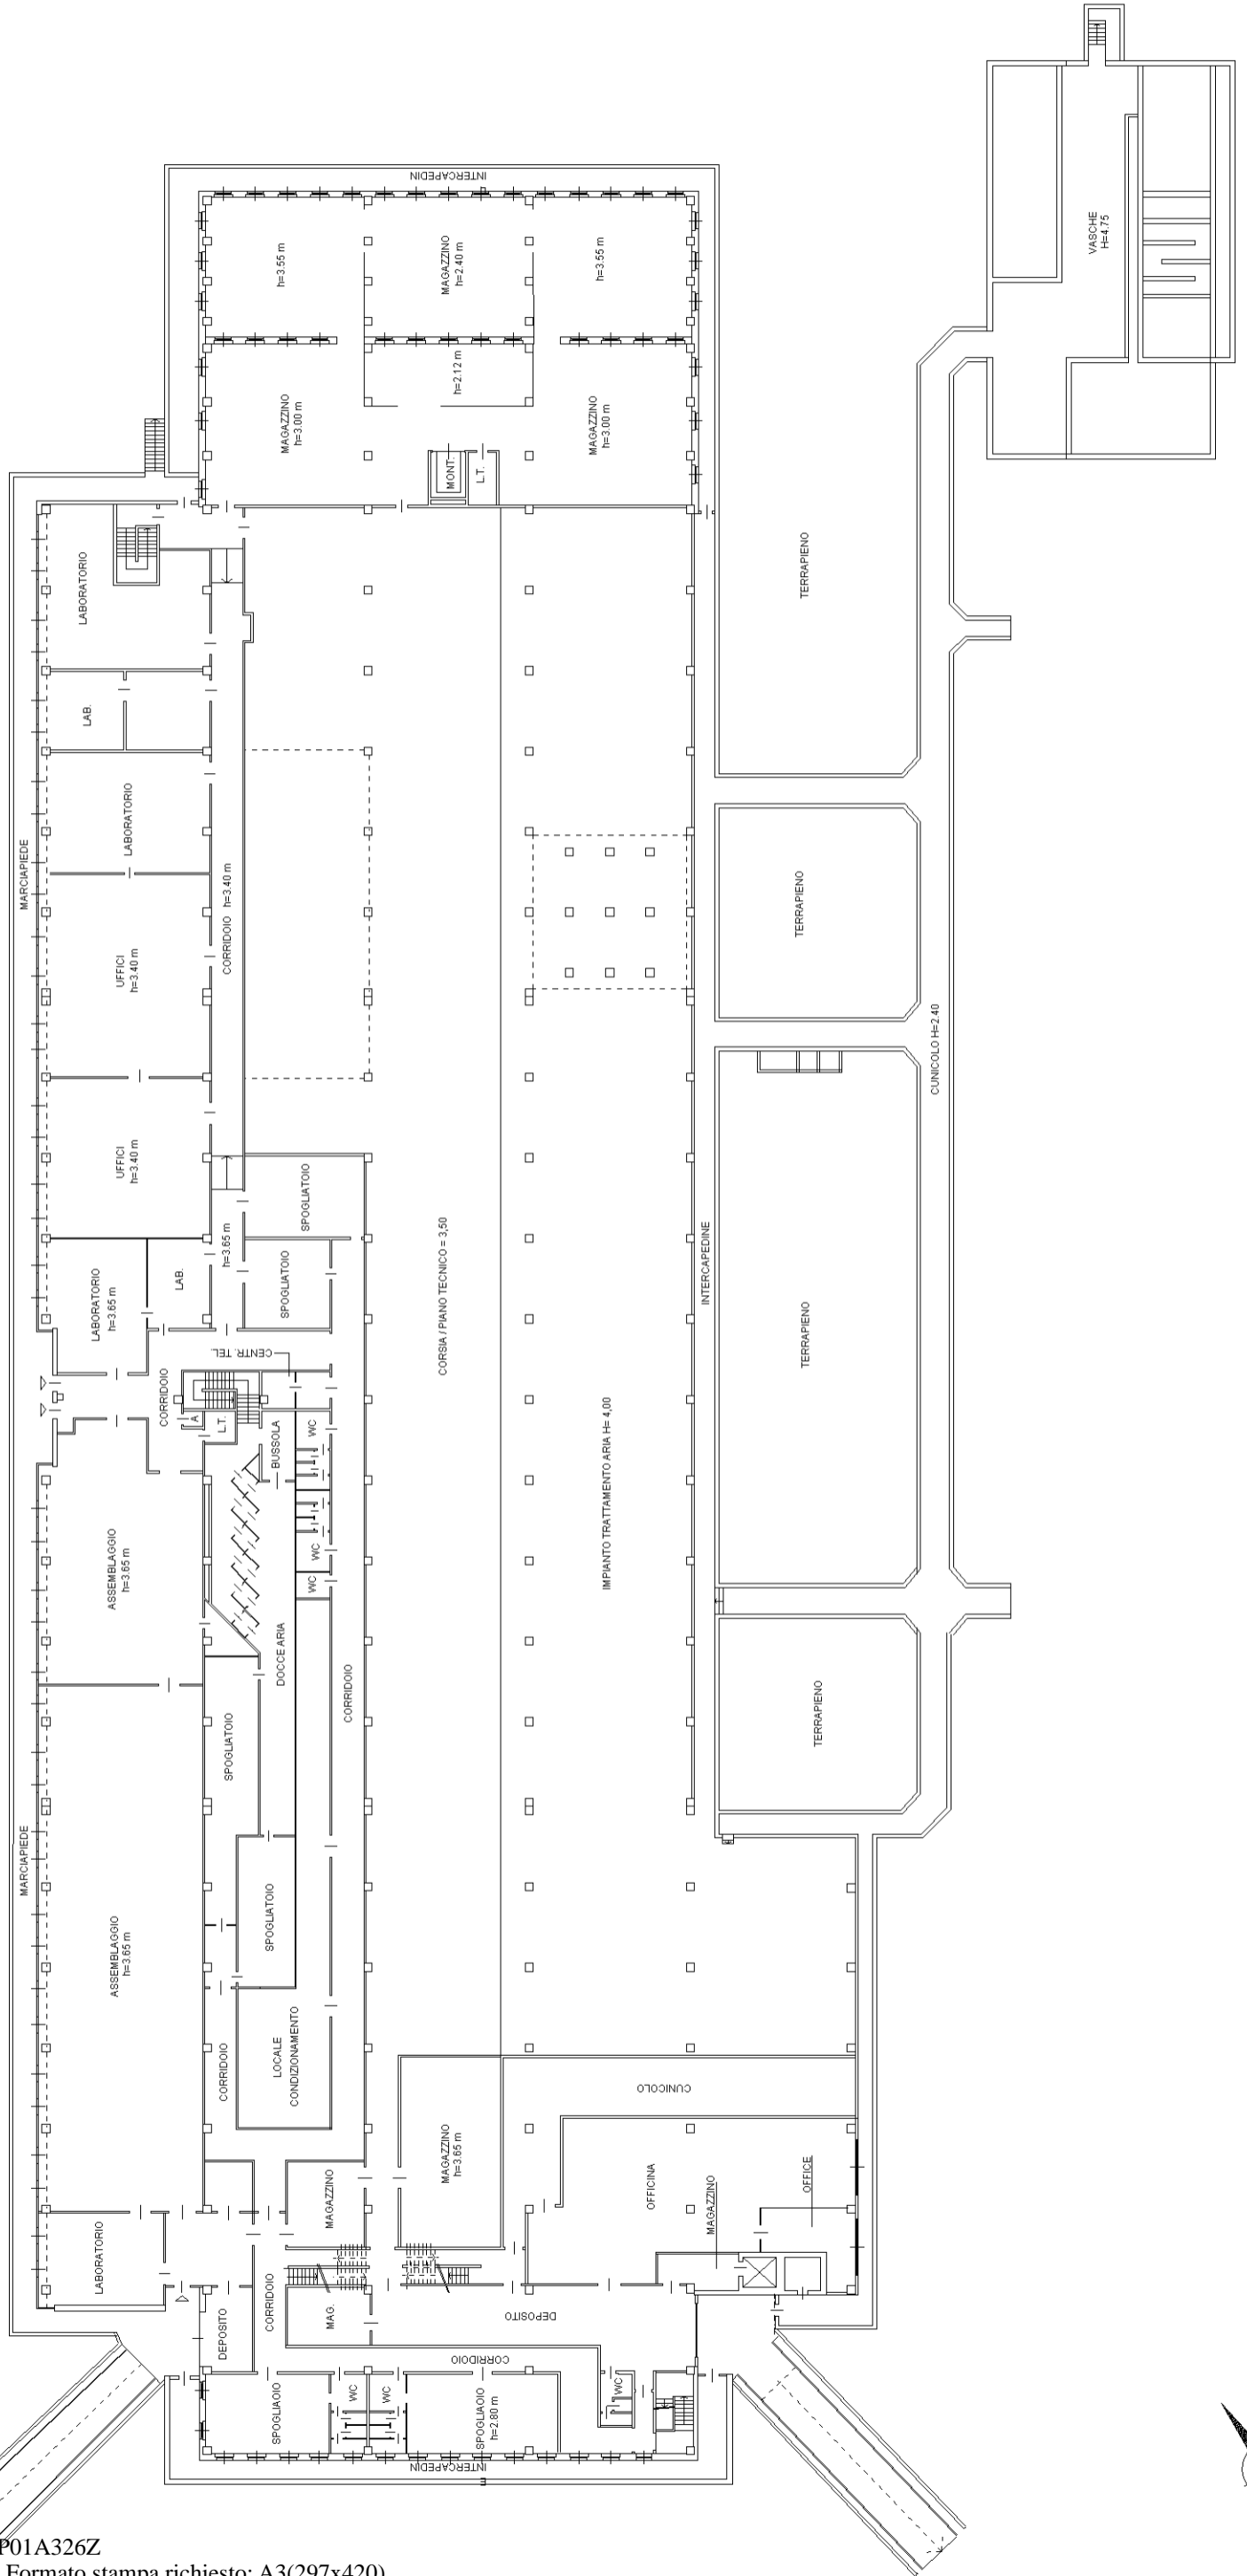 INTERCAPEDIN
h=3.55 m
MAGAZZINO
h=2.40 m
h=3.55 m
VASCHE
H=4.75
h=2.12 m
MAGAZZINO
h=3.00 m
MAGAZZINO
h=3.00 m
MONT.
L.T.
LABORATORIO
TERRAPIENO
LAB.
LABORATORIO
MARCIAPIEDE
CORRIDOIO h=3.40 m
TERRAPIENO
UFFICI
h=3.40 m
CUNICOLO H=2.40
UFFICI
h=3.40 m
SPOGLIATOIO
h=3.65 m
CORSIA / PIANO TECNICO = 3,50
INTERCAPEDINE
LABORATORIO
h=3.65 m
LAB.
SPOGLIATOIO
TERRAPIENO
CENTR. TEL.
CORRIDOIO
A
L.T.
BUSSOLA
WC
IMPIANTO TRATTAMENTO ARIA H= 4,00
ASSEMBLAGGIO
h=3.65 m
WC
WC
DOCCE ARIA
CORRIDOIO
SPOGLIATOIO
TERRAPIENO
MARCIAPIEDE
ASSEMBLAGGIO
h=3.65 m
SPOGLIATOIO
CORRIDOIO
LOCALE
CONDIZIONAMENTO
CUNICOLO
MAGAZZINO
h=3.65 m
MAGAZZINO
OFFICINA
MAGAZZINO
OFFICE
LABORATORIO
CORRIDOIO
DEPOSITO
MAG.
DEPOSITO
CORRIDOIO
SPOGLIAOIO
WC
WC
SPOGLIAOIO
h=2.80 m
WC
INTERCAPEDIN
E
P01A326Z
Formato stampa richiesto: A3(297x420)